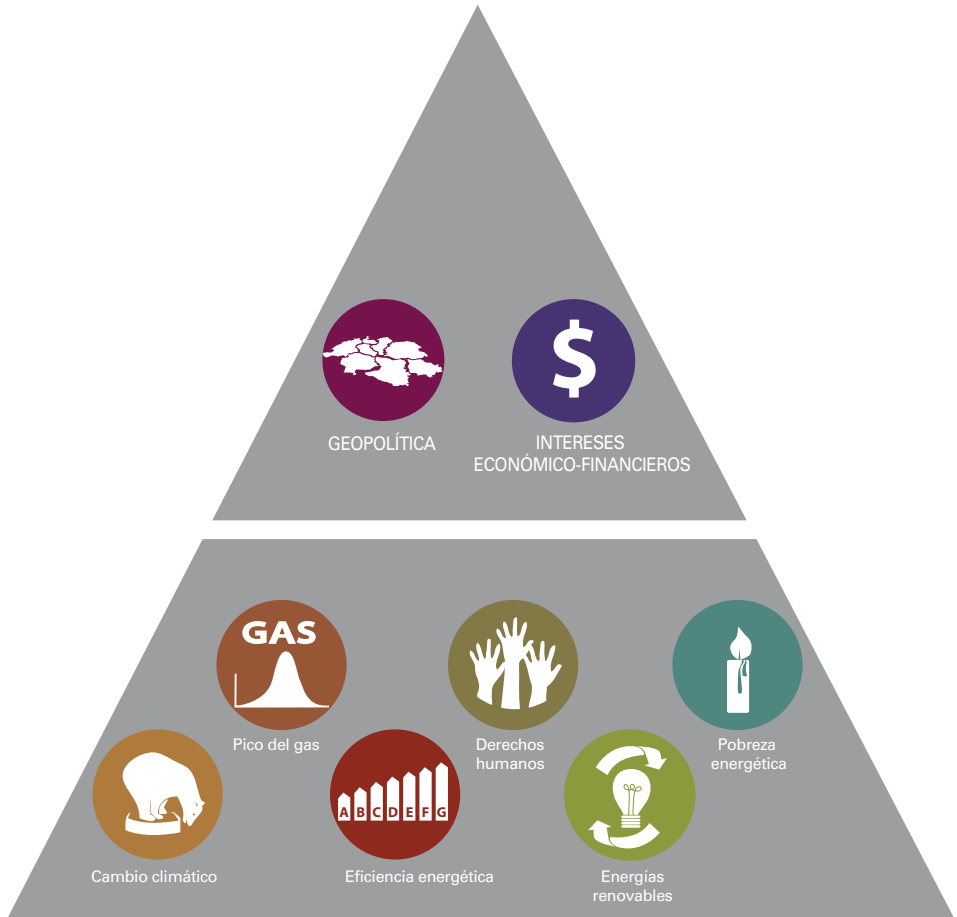 $
GEOPOLÍTICA
INTERESES
ECONÓMICO-FINANCIEROS
GAS
Pico del gas
Derechos
humanos
Pobreza
energética
A B C D E F G
Cambio climático
Eficiencia energética
Energías
renovables